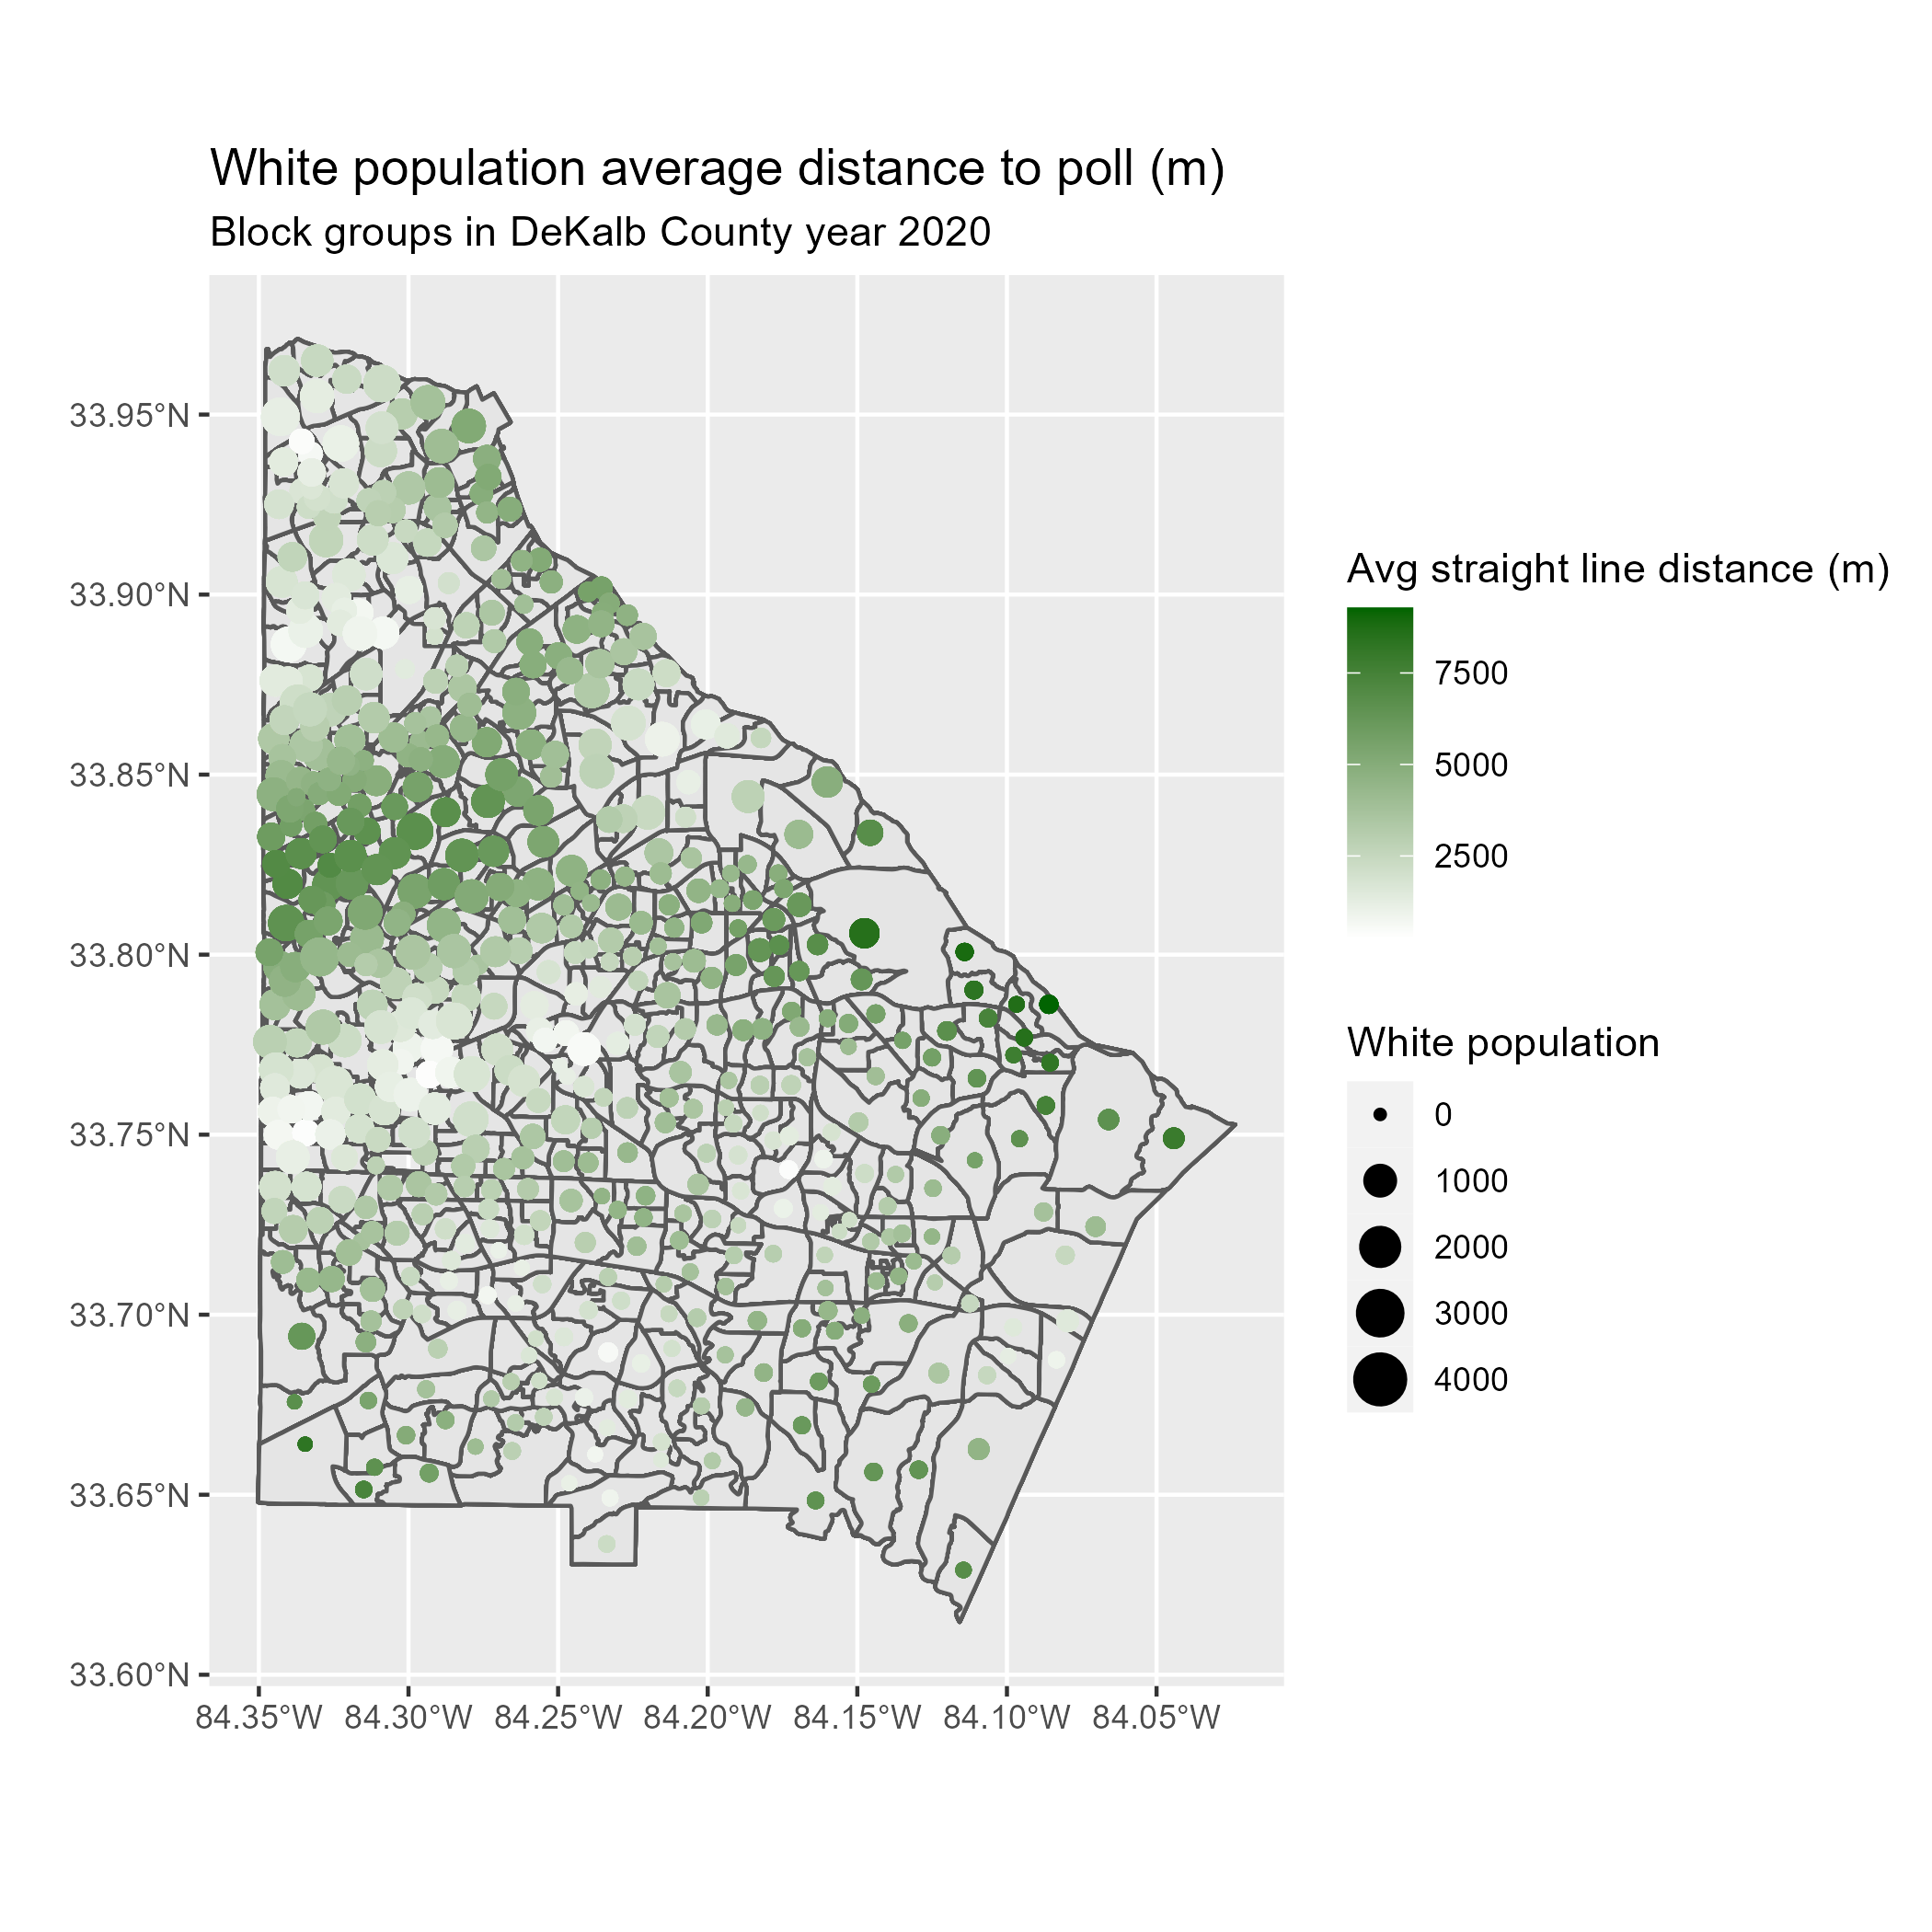 White population average distance to poll (m)
Block groups in DeKalb County year 2020
33.95°N
33.90°N
33.85°N
33.80°N
33.75°N
33.70°N
33.65°N
33.60°N
84.35°W 84.30°W 84.25°W 84.20°W 84.15°W 84.10°W 84.05°W
Avg straight line distance (m)
7500
5000
2500
White population
0
1000
2000
3000
4000